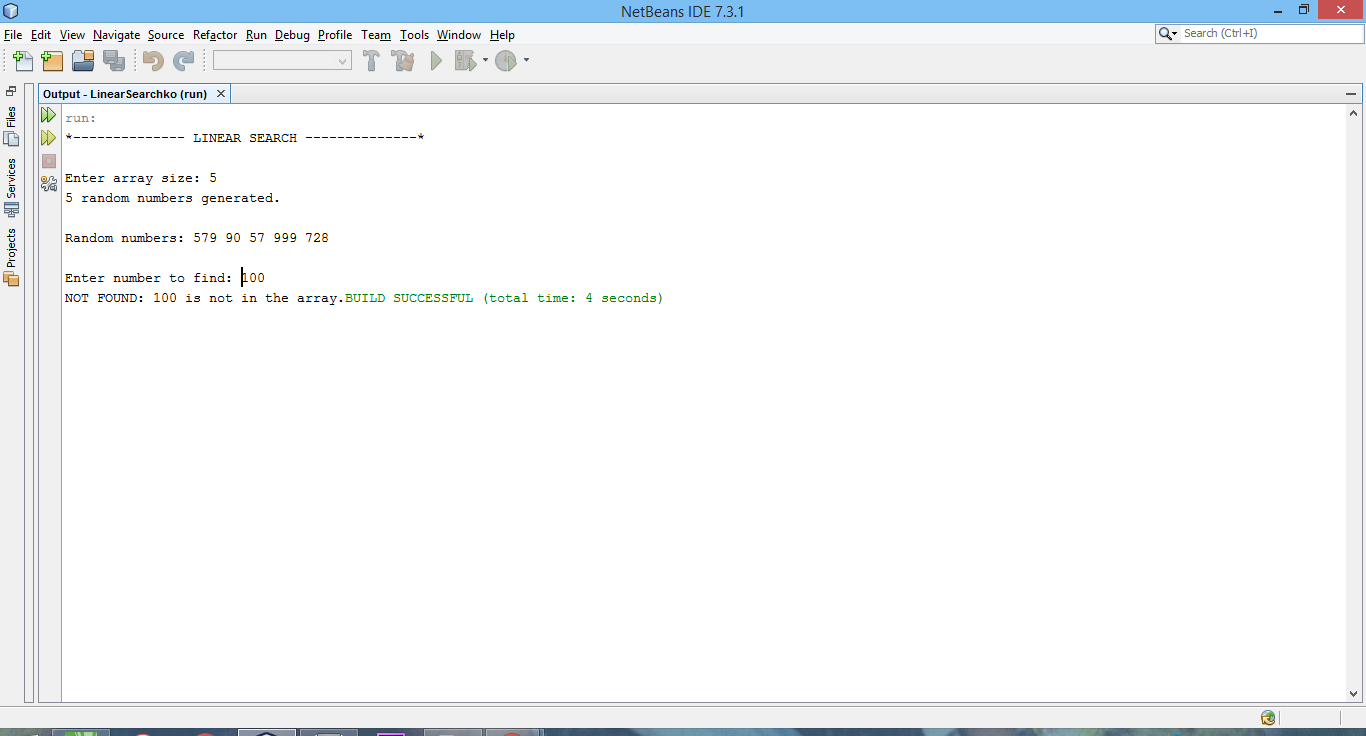 NetBeans IDE 7.3.1
File Edit View Navigate Source Refactor Run Debug Profile Team Tools Window Help
Search (Ctrl+I)
Output - LinearSearchko (run)
Files
Services
Projects
run:
*-------------- LINEAR SEARCH --------------*
Enter array size: 5
5 random numbers generated.
Random numbers: 579 90 57 999 728
Enter number to find: 100
NOT FOUND: 100 is not in the array.BUILD SUCCESSFUL (total time: 4 seconds)